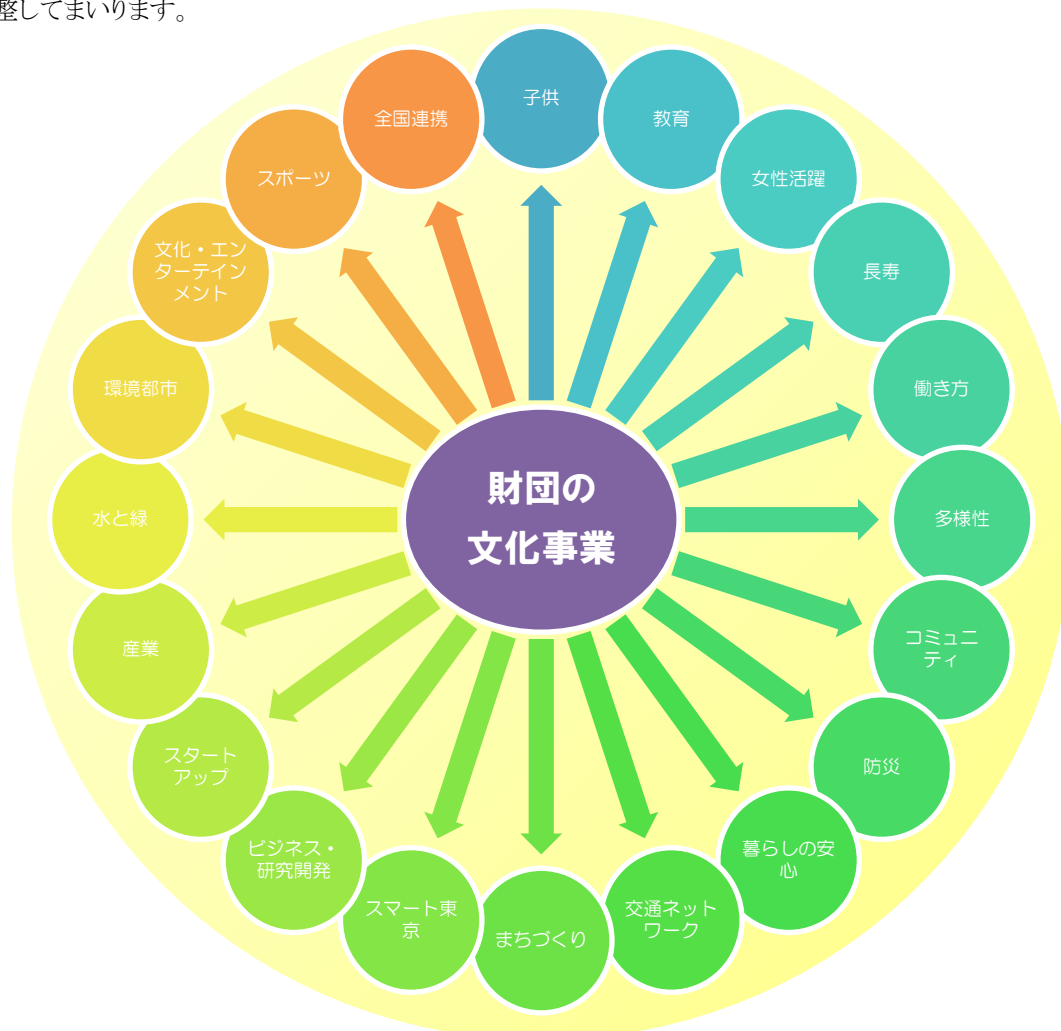 整してまいります。
子供
教育
女性活躍
長寿
働き方
多様性
コミュニ
ティ
防災
暮らしの安
心
交通ネット
ワーク
まちづくり
スマート東
京
ビジネス・
研究開発
スタート
アップ
産業
水と緑
環境都市
文化・エン
ターテイン
メント
スポーツ
全国連携
財団の
文化事業